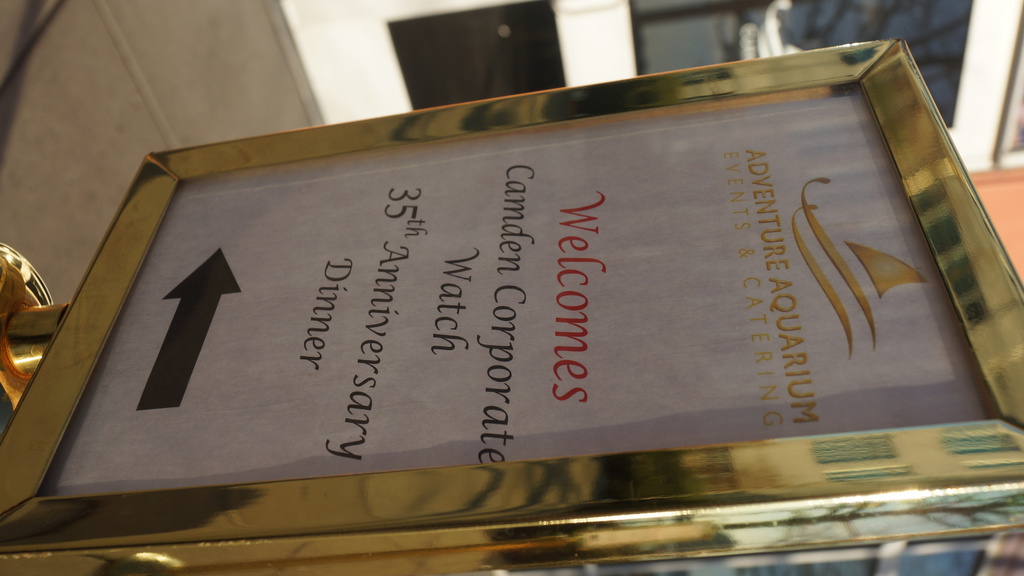 ADVENTURE AQUARIUM
EVENTS & CATERING
Welcomes
Camden Corporate
Watch
35th Anniversary
Dinner